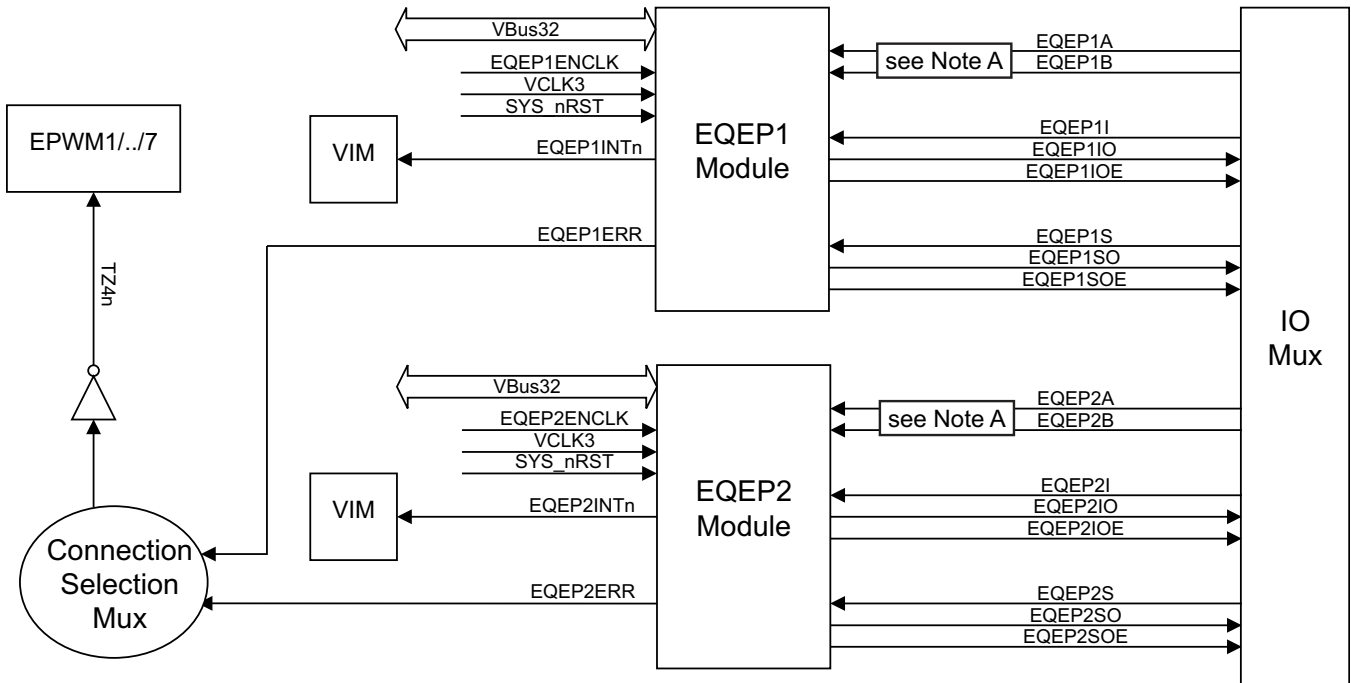 VBus32
EQEP1ENCLK
VCLK3
SYS_nRST
EQEP1INTn
EQEP1ERR
EPWM1/../7
VIM
EQEP1
Module
see Note A
EQEP1A
EQEP1B
EQEP1I
EQEP1IO
EQEP1IOE
EQEP1S
EQEP1SO
EQEP1SOE
IO
Mux
TZ4n
VBus32
EQEP2ENCLK
VCLK3
SYS_nRST
EQEP2INTn
EQEP2ERR
VIM
EQEP2
Module
see Note A
EQEP2A
EQEP2B
EQEP2I
EQEP2IO
EQEP2IOE
EQEP2S
EQEP2SO
EQEP2SOE
Connection
Selection
Mux